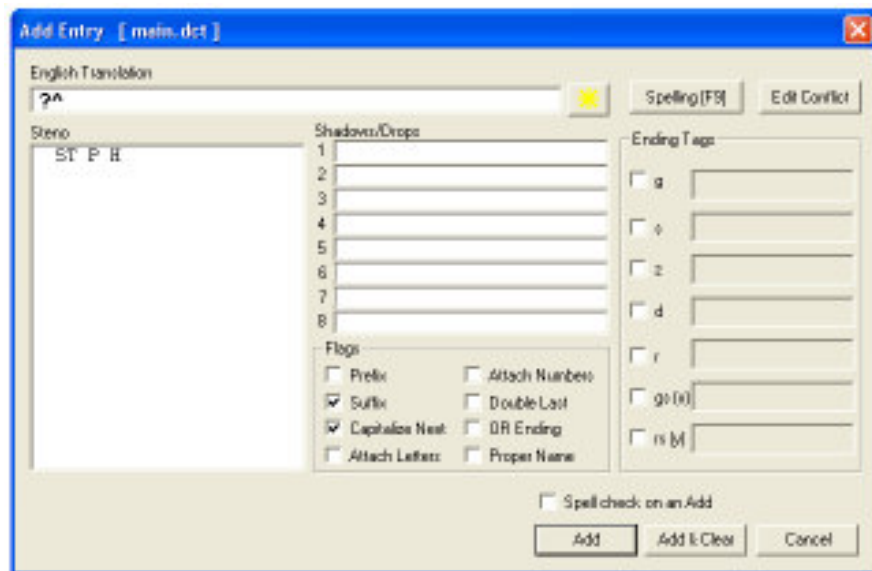 Add Entry [ main.dct ]
English Translation
?^
Spelling [F9]
Edit Conflict
Steno
ST P H
Shadows/Drops
1
2
3
4
5
6
7
8
Flags
Prefix
Attach Numbers
Suffix
Double Last
Capitalize Next
OR Ending
Attach Letters
Proper Name
Ending Tags
g
s
z
d
r
gs (x)
rs (y)
Spell check on an Add
Add
Add & Clear
Cancel